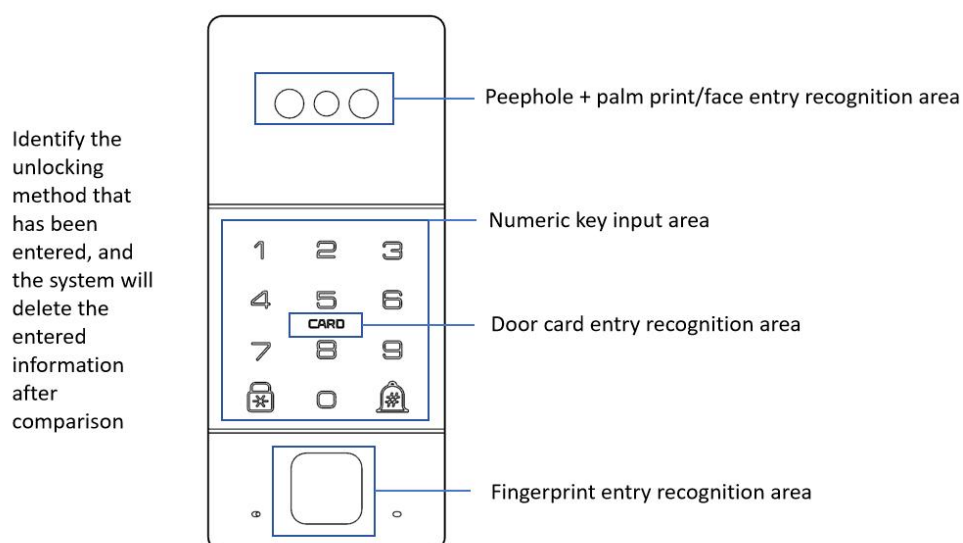 Peephole + palm print/face entry recognition area
Identify the
unlocking
method that
has been
entered, and
the system will
delete the
entered
information
after
comparison
Numeric key input area
1 2 3
4 5 6
CARD
Door card entry recognition area
7 8 9
* 0 #
Fingerprint entry recognition area